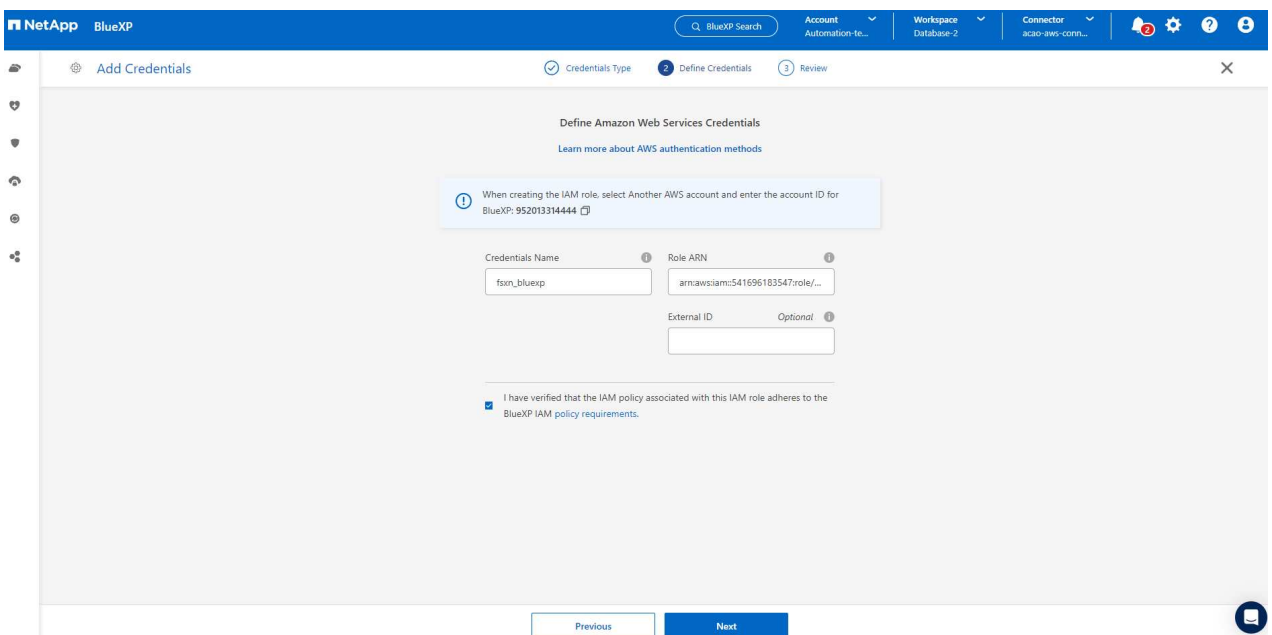 NetApp BlueXP
BlueXP Search
Account
Automation-te...
Workspace
Database-2
Connector
acao-aws-conn...
2
Add Credentials
Credentials Type
2 Define Credentials
3 Review
Define Amazon Web Services Credentials
Learn more about AWS authentication methods
When creating the IAM role, select Another AWS account and enter the account ID for
BlueXP: 952013314444
Credentials Name
Role ARN
fsxn_bluexp
arn:aws:iam::541696183547:role/...
External ID
Optional
I have verified that the IAM policy associated with this IAM role adheres to the
BlueXP IAM policy requirements.
Previous
Next